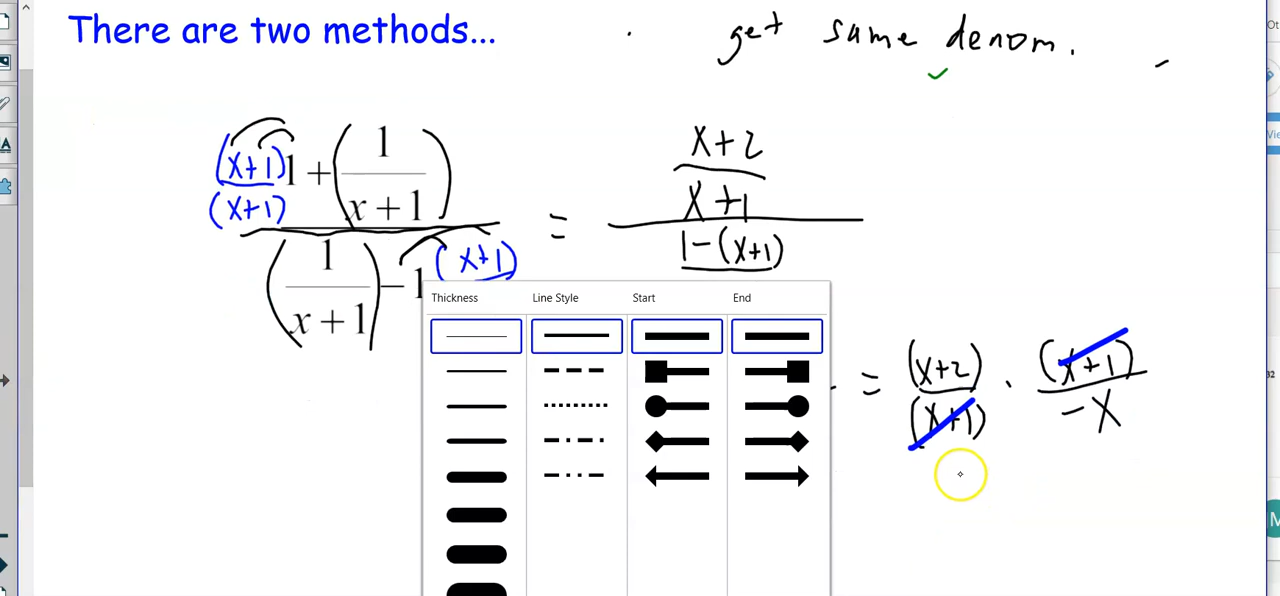 There are two methods...
get same denom.
(x+1) 1 + ( 1 / x + 1 ) = x+2 / x+1
(x+1)
( 1 / x + 1 ) − 1 (x+1) 1-(x+1)
Thickness Line Style Start End
= (x+2) / (x+1) · (x+1) / -x